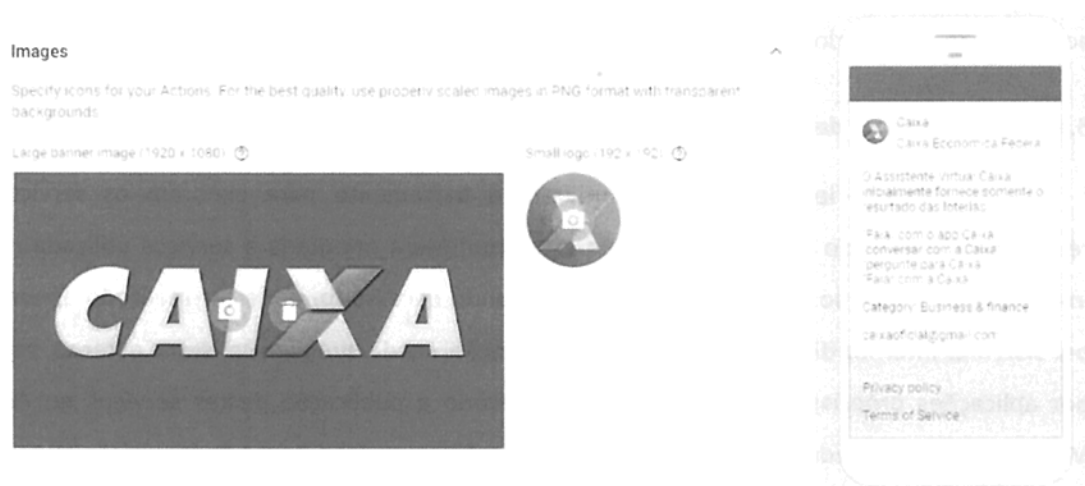 Images
Specify icons for your Actions. For the best quality, use properly scaled images in PNG format with transparent
backgrounds
Large banner image (1920 x 1080)
Small logo (192 x 192)
CAIXA
Caixa
Caixa Economica Federa
O Assistente Virtual Caixa
inicialmente fornece somente o
resultado das loterias
Falar com o app Caixa
conversar com a Caixa
pergunte para Caixa
Falar com a Caixa
Category: Business & finance
caixaoficial@gmail.com
Privacy policy
Terms of Service